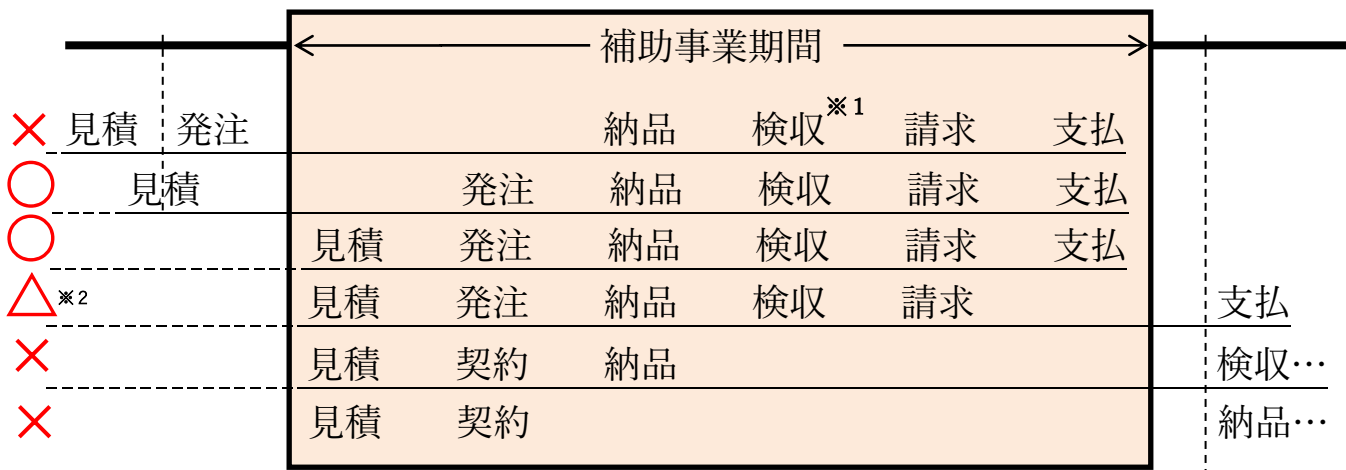 補助事業期間
× 見積 発注 納品 検収※1 請求 支払
○ 見積 発注 納品 検収 請求 支払
○ 見積 発注 納品 検収 請求 支払
△※2 見積 発注 納品 検収 請求 支払
× 見積 契約 納品 検収…
× 見積 契約 納品…